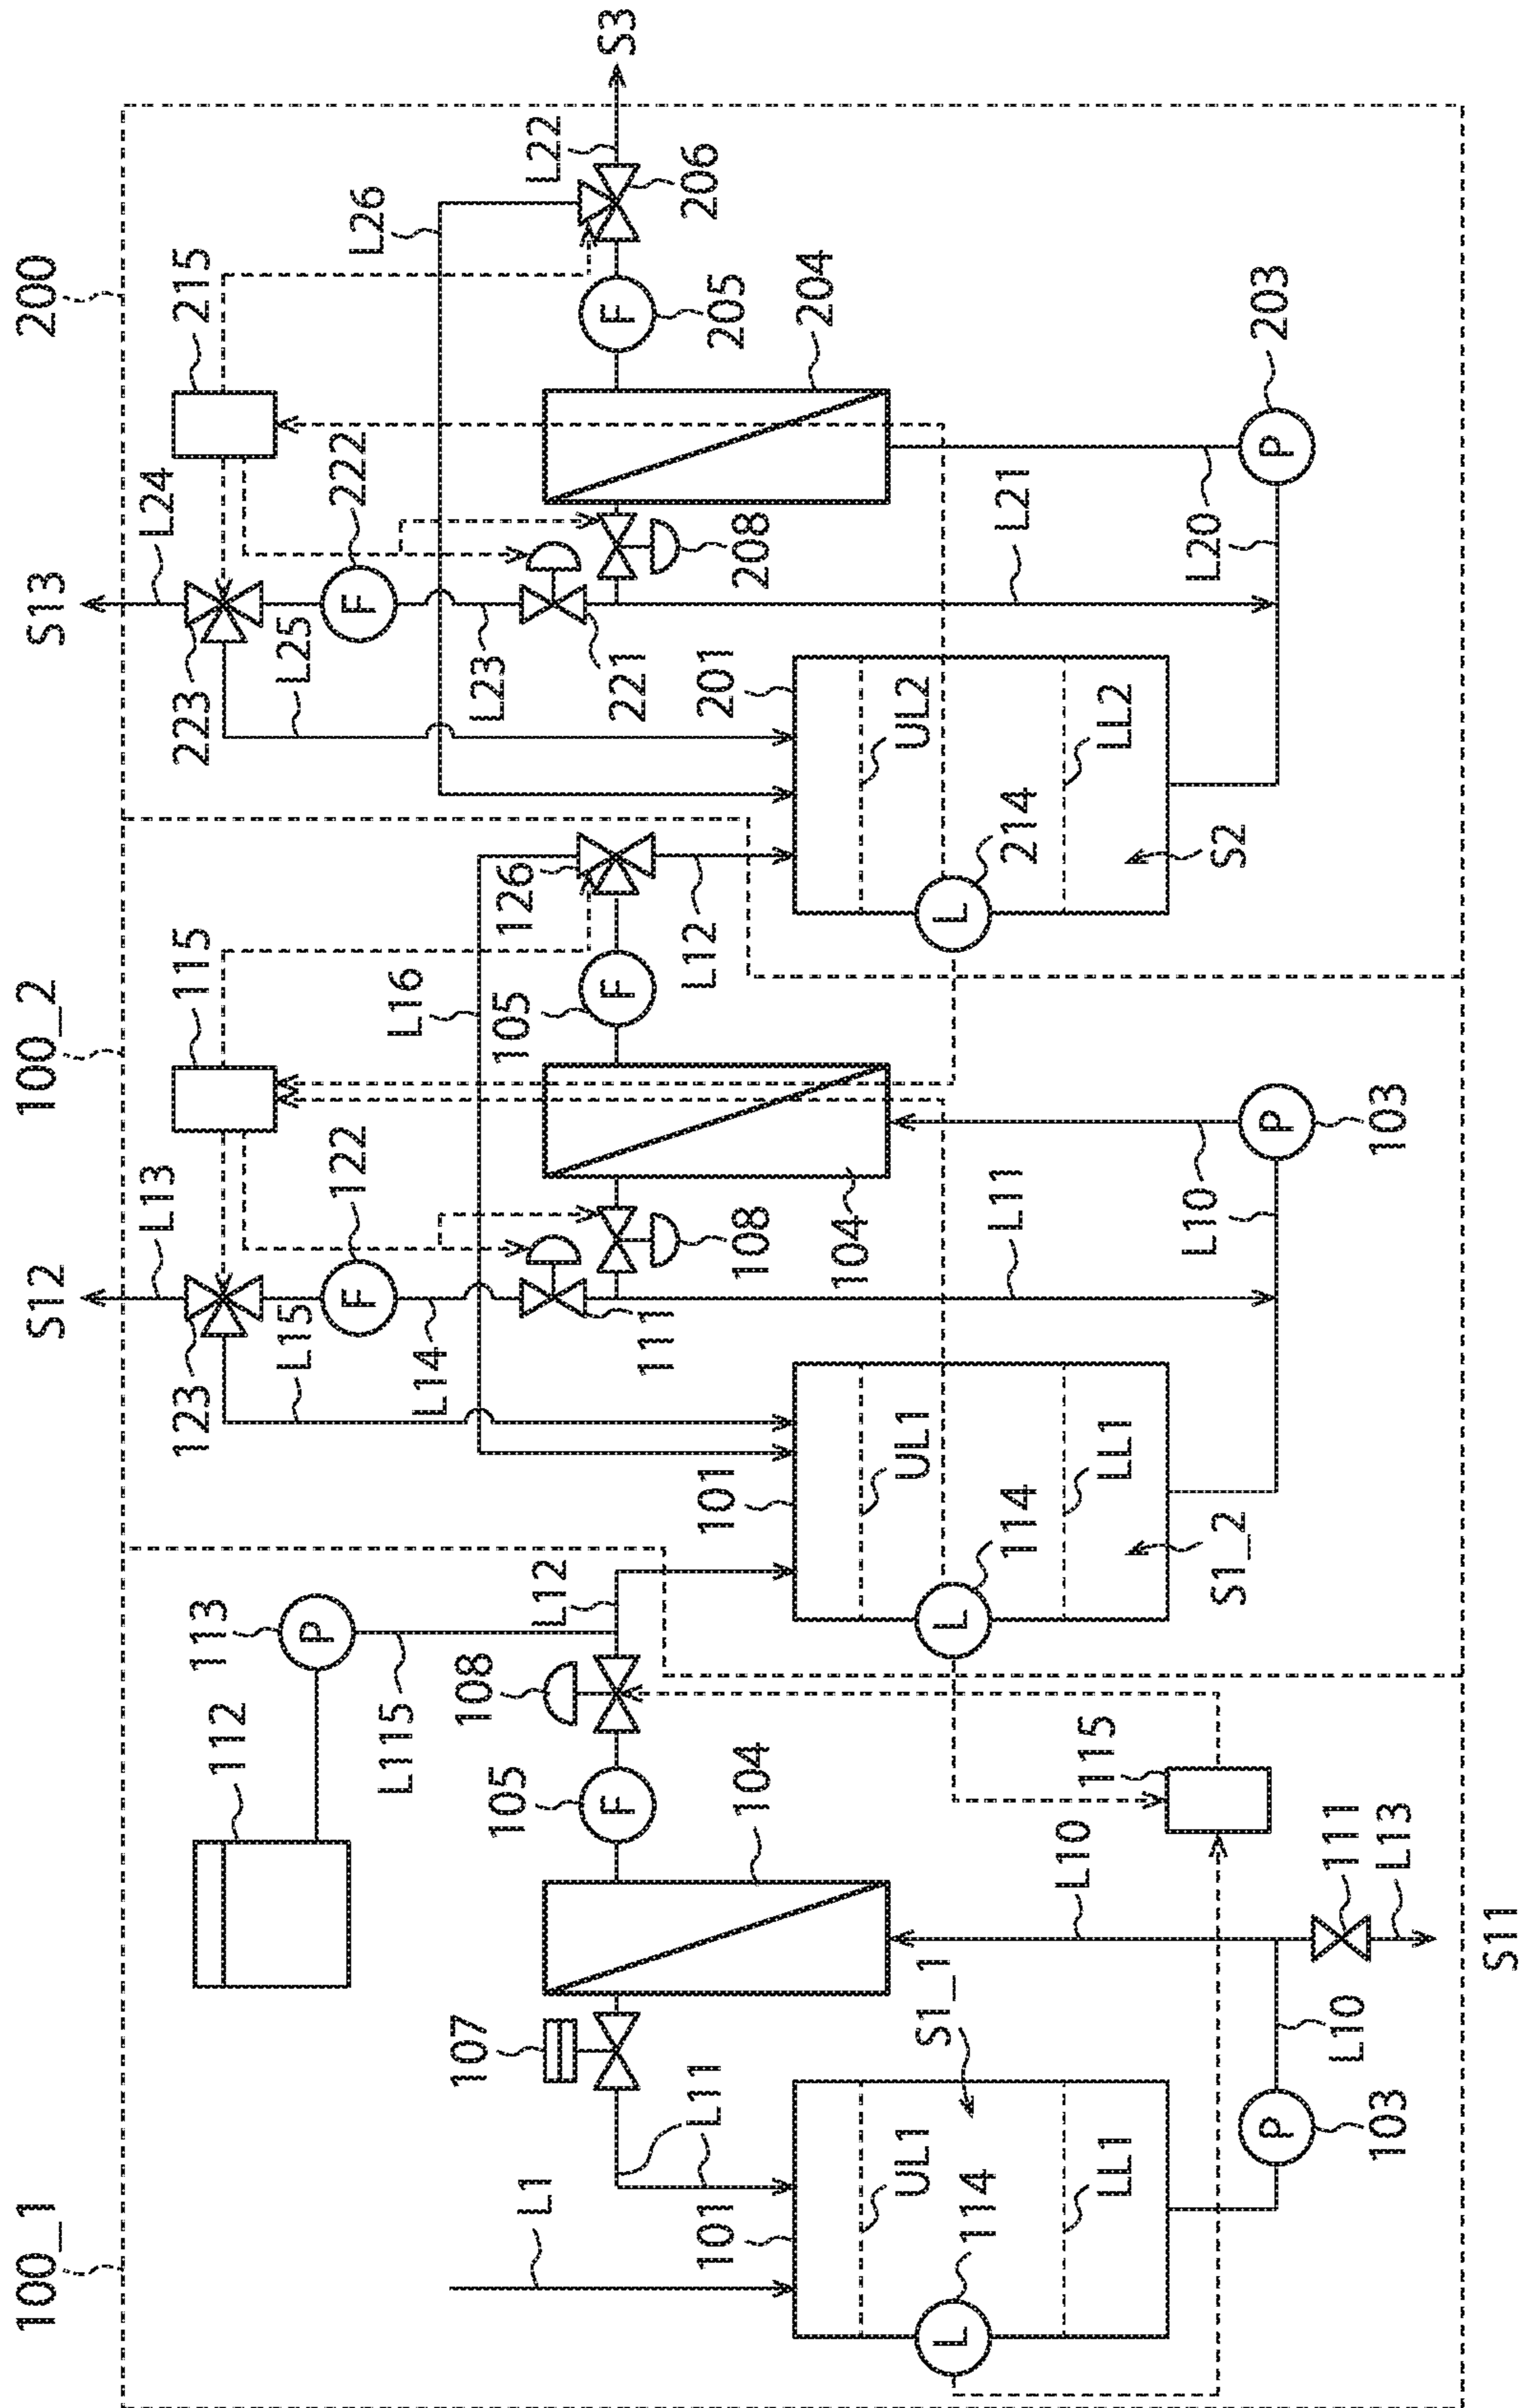 100_1
100_2
200
S12
S13
L13
L24
112
113
123
115
223
215
L15
122
L25
222
L115
L16
L26
L14
L23
107
105
108
L12
105
126
L22
S3
F
F
F
F
F
206
L1
L11
104
111
108
L12
221
208
205
101
101
201
104
204
UL1
UL1
UL2
S1_1
L
114
L
114
L
214
L11
L21
LL1
L10
115
LL1
LL2
S1_2
L10
S2
L20
P
P
P
P
103
L10
111
L13
103
203
S11